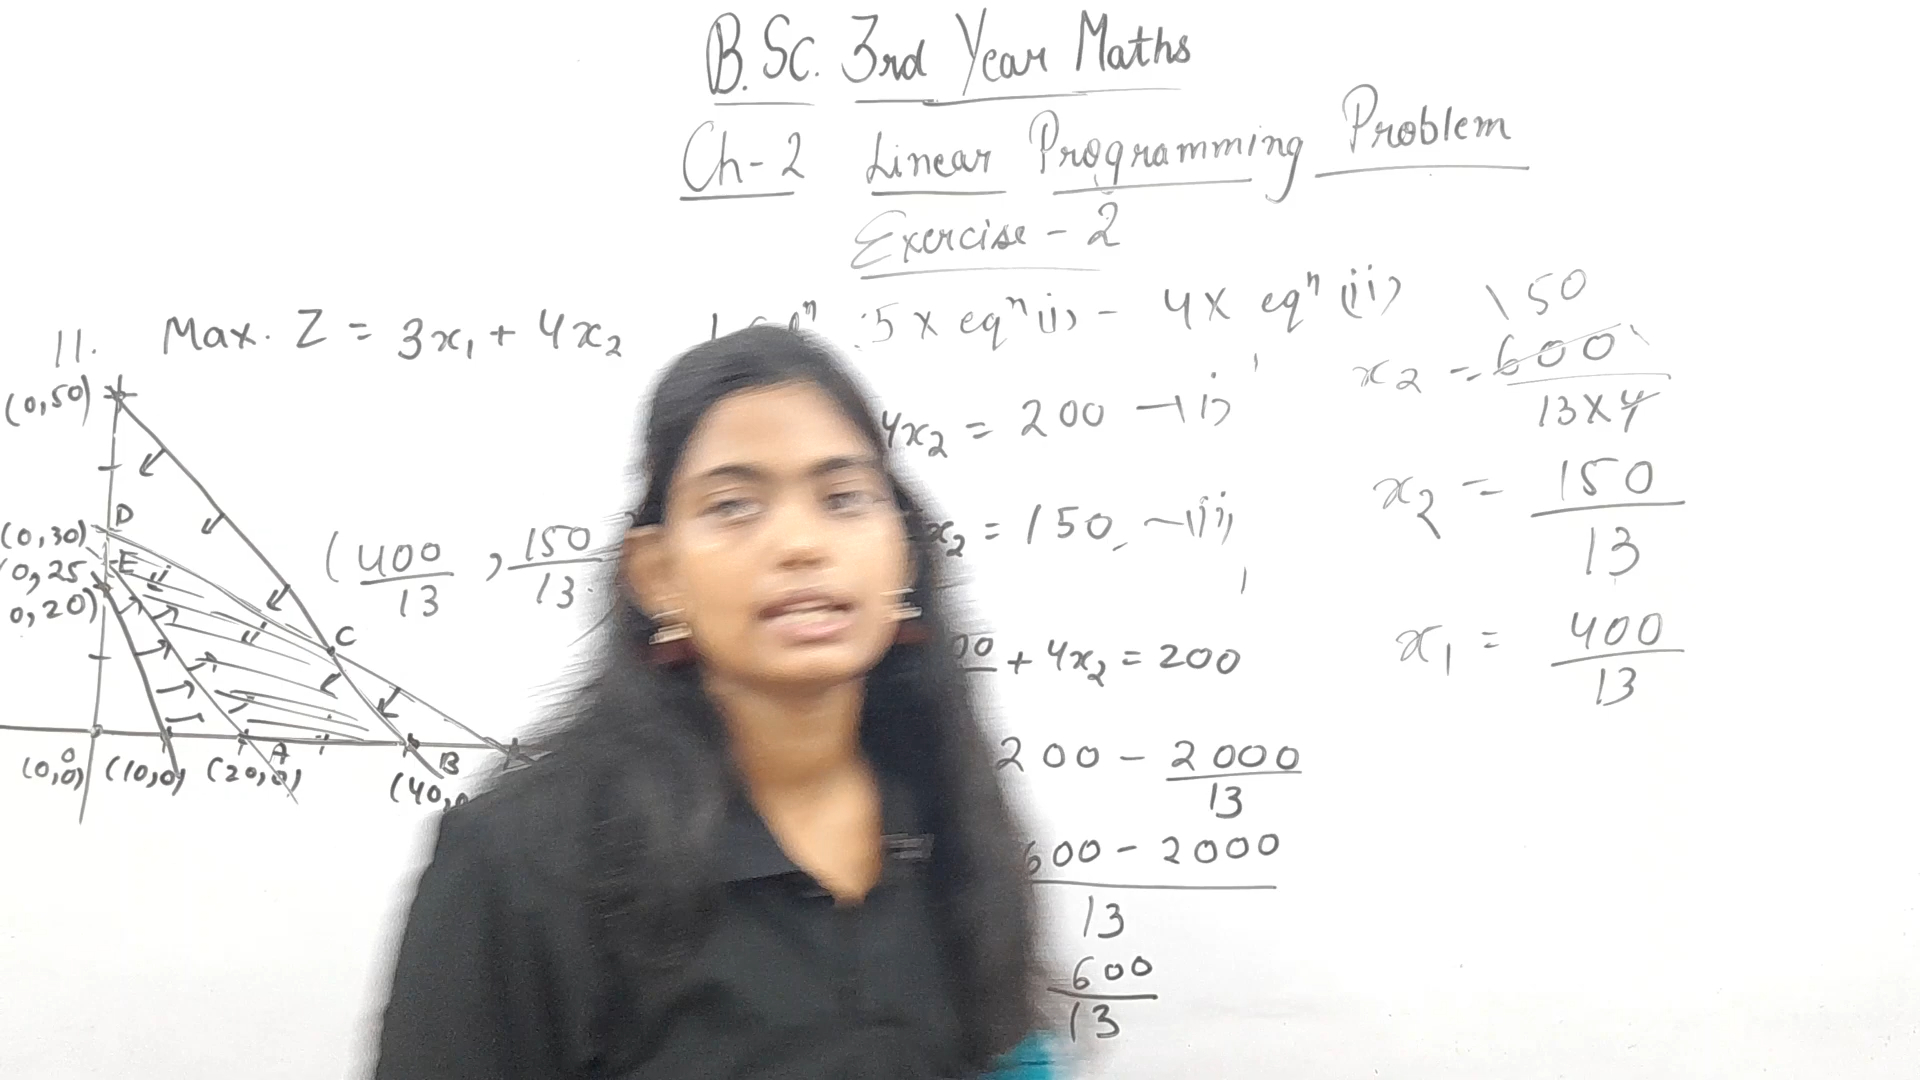 B.Sc. 3rd Year Maths
Ch-2 Linear Programming Problem
Exercise - 2
11. Max. Z = 3x₁ + 4x₂
5 x eqⁿ (i) - 4x eqⁿ (ii)
4x₂ = 200 -(i)
x₂ = 150 -(ii)
+ 4x₂ = 200
200 - 2000/13
600 - 2000
13
600
13
150
x₂ = 600/13x4
x₂ = 150/13
x₁ = 400/13
(0,50)
D
(0,30)
E
0,25
0,20)
(400/13, 150/13
C
O
A
B
(0,0) (10,0) (20,0) (40,0